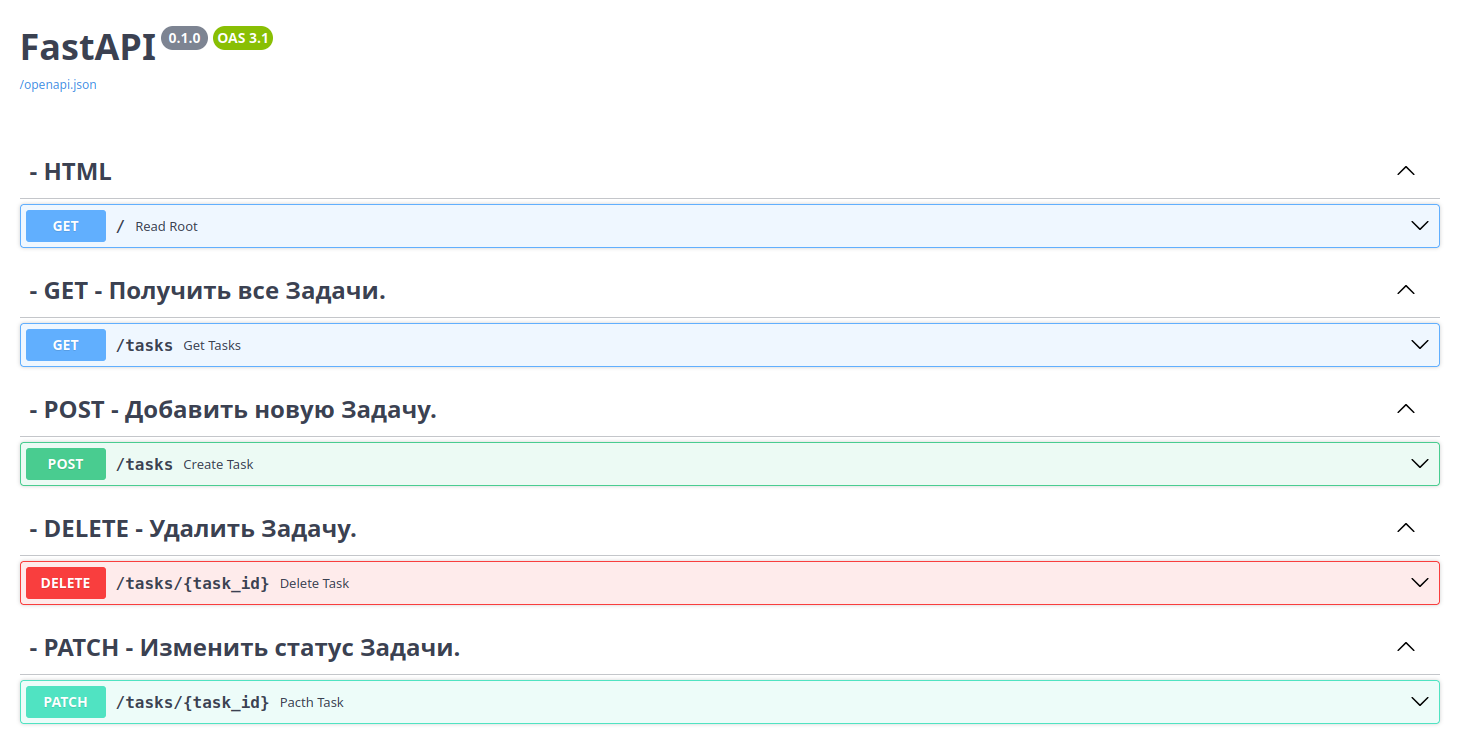 FastAPI 0.1.0 OAS 3.1
/openapi.json
- HTML
GET / Read Root
- GET - Получить все Задачи.
GET /tasks Get Tasks
- POST - Добавить новую Задачу.
POST /tasks Create Task
- DELETE - Удалить Задачу.
DELETE /tasks/{task_id} Delete Task
- PATCH - Изменить статус Задачи.
PATCH /tasks/{task_id} Pacth Task